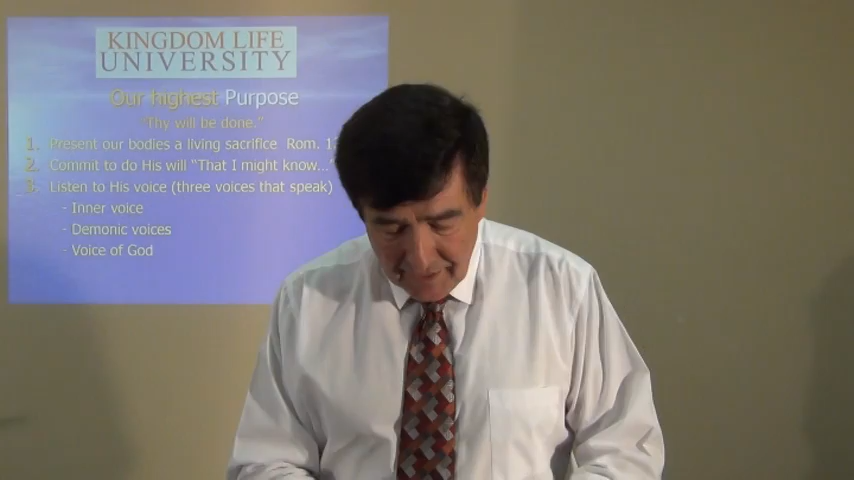 KINGDOM LIFE
UNIVERSITY
Our highest Purpose
"Thy will be done."
1. Present our bodies a living sacrifice Rom. 1
2. Commit to do His will "That I might know..."
3. Listen to His voice (three voices that speak)
- Inner voice
- Demonic voices
- Voice of God